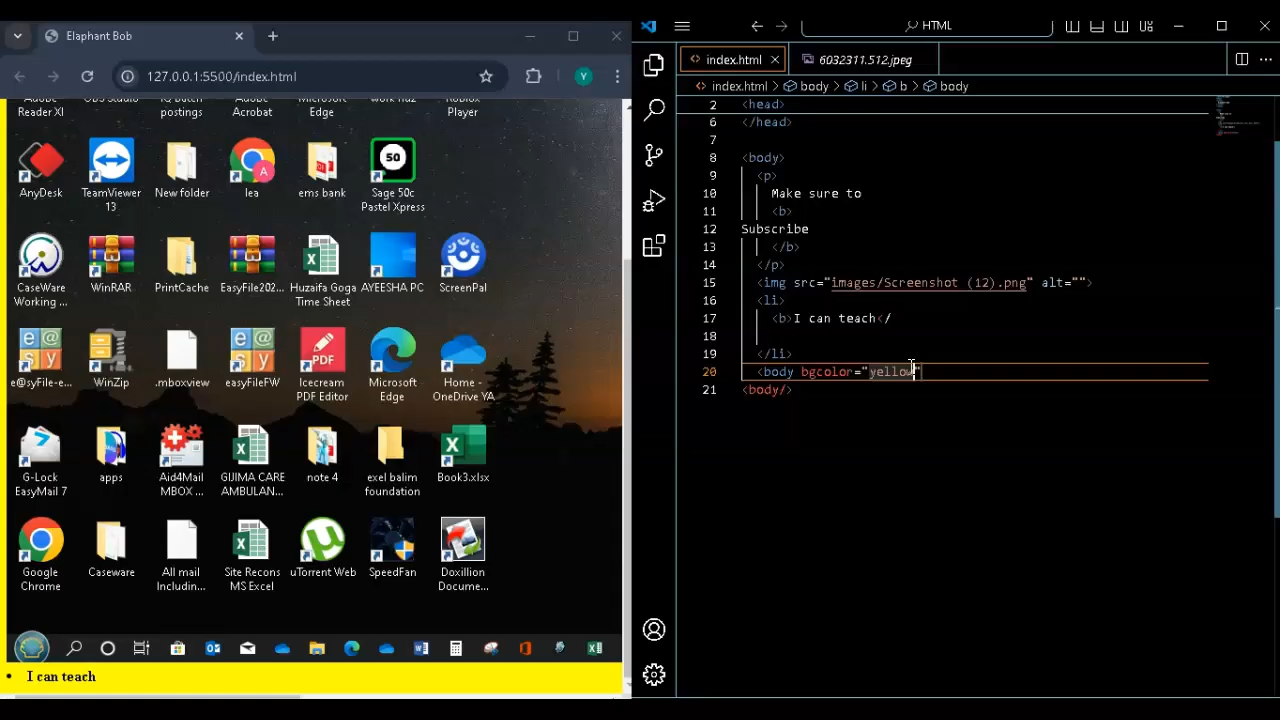 Elaphant Bob
127.0.0.1:5500/index.html
Y
Adobe OBS Studio IQ Batch Adobe Microsoft work huz Roblox
Reader XI postings Acrobat Edge Player
50
A
AnyDesk TeamViewer New folder lea ems bank Sage 50c
13 Pastel Xpress
CaseWare WinRAR PrintCache EasyFile202... Huzaifa Goga AYEESHA PC ScreenPal
Working ... Time Sheet
e@syFile-e... WinZip .mboxview easyFileFW Icecream Microsoft Home -
PDF Editor Edge OneDrive YA
G-Lock apps Aid4Mail GIJIMA CARE note 4 exel balim Book3.xlsx
EasyMail 7 MBOX ... AMBULAN... foundation
Google Caseware All mail Site Recons uTorrent Web SpeedFan Doxillion
Chrome Includin... MS Excel Docume...
• I can teach
HTML
index.html
6032311.512.jpeg
index.html > body > li > b > body
2 <head>
6 </head>
7
8 <body>
9 <p>
10 Make sure to
11 <b>
12 Subscribe
13 </b>
14 </p>
15 <img src="images/Screenshot (12).png" alt="">
16 <li>
17 <b>I can teach</
18
19 </li>
20 <body bgcolor="yellow"
21 <body/>